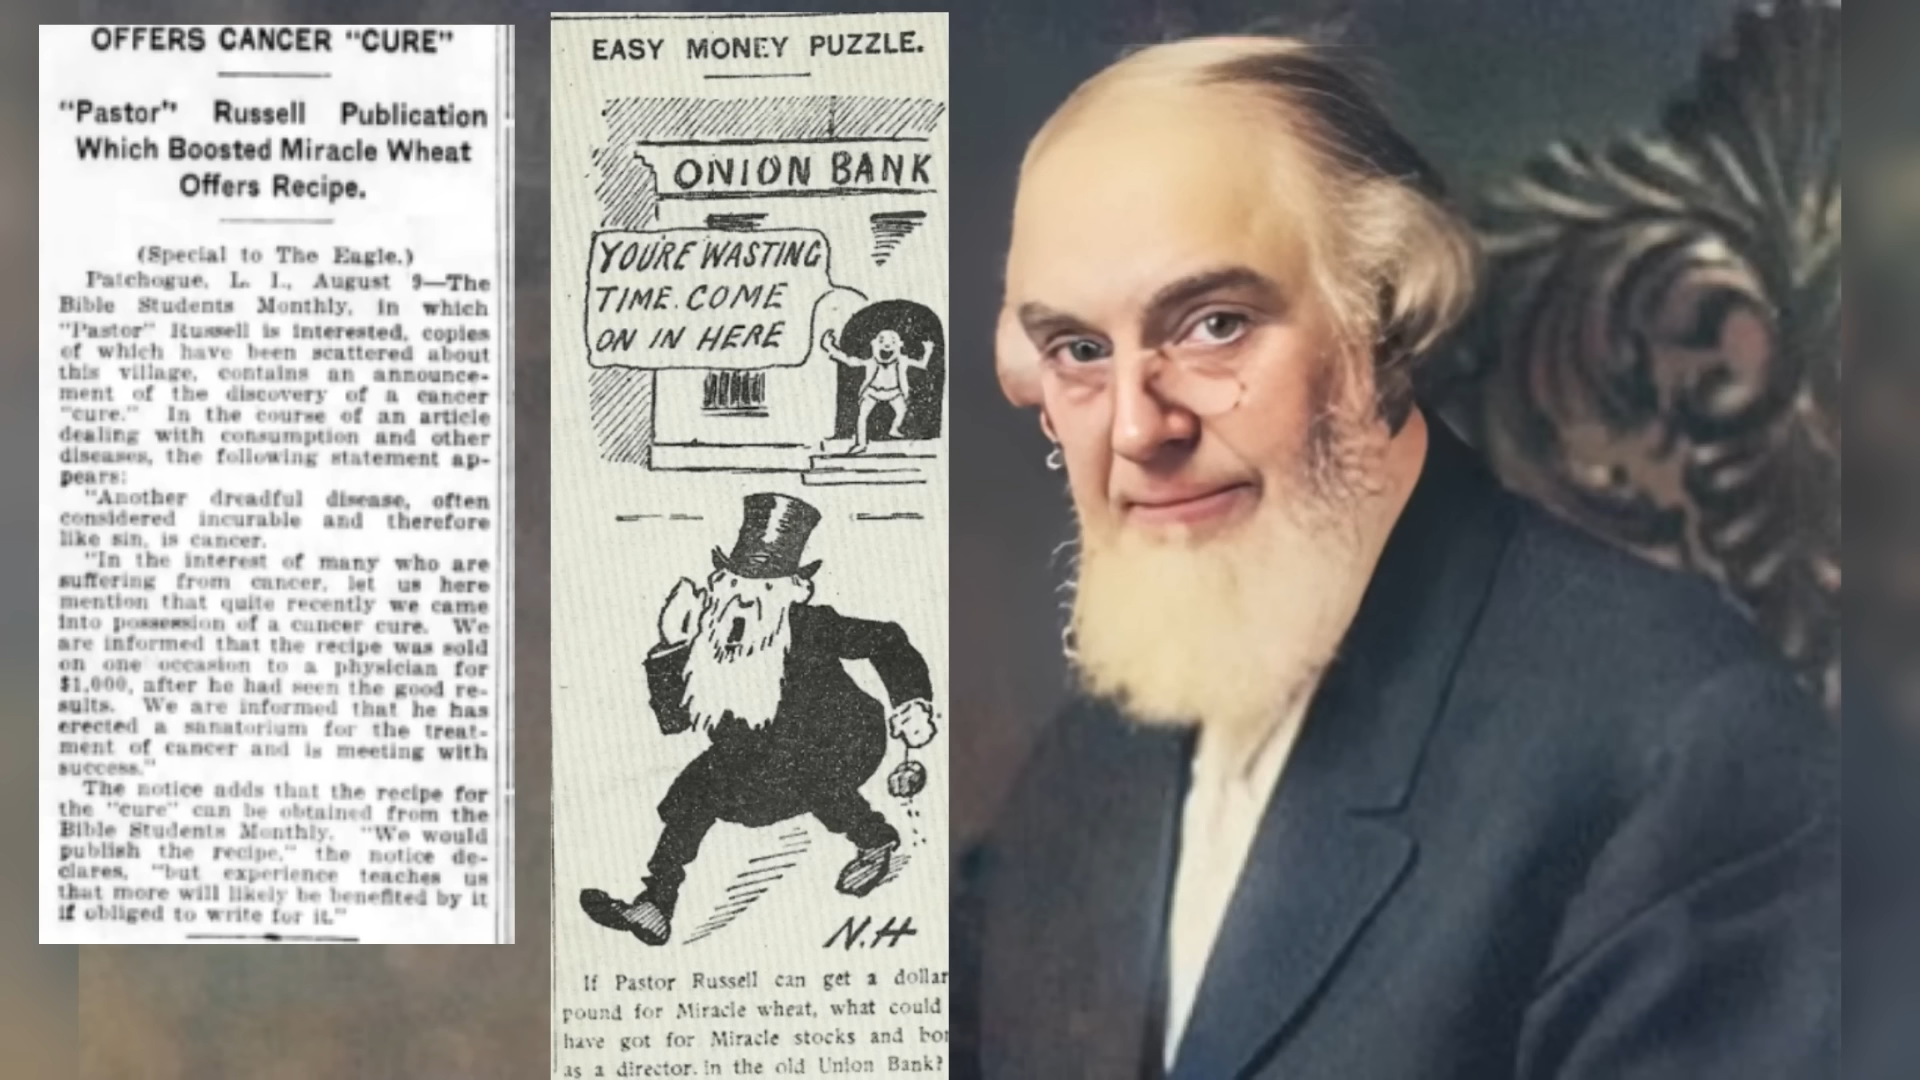 OFFERS CANCER "CURE"
"Pastor" Russell Publication
Which Boosted Miracle Wheat
Offers Recipe.
(Special to The Eagle.)
Patchogue, L. I., August 9—The
Bible Students Monthly, in which
"Pastor" Russell is interested, copies
of which have been scattered about
this village, contains an announce-
ment of the discovery of a cancer
"cure." In the course of an article
dealing with consumption and other
diseases, the following statement ap-
pears:
"Another dreadful disease, often
considered incurable and therefore
like sin, is cancer.
"In the interest of many who are
suffering from cancer, let us here
mention that quite recently we came
into possession of a cancer cure. We
are informed that the recipe was sold
on one occasion to a physician for
$1,000, after he had seen the good re-
sults. We are informed that he has
erected a sanatorium for the treat-
ment of cancer and is meeting with
success."
The notice adds that the recipe for
the "cure" can be obtained from the
Bible Students Monthly. "We would
publish the recipe," the notice de-
clares, "but experience teaches us
that more will likely be benefited by it
if obliged to write for it."
EASY MONEY PUZZLE.
ONION BANK
YOU'RE WASTING
TIME. COME
ON IN HERE
N.H
If Pastor Russell can get a dollar
pound for Miracle wheat, what could
have got for Miracle stocks and bo
as a director in the old Union Bank?